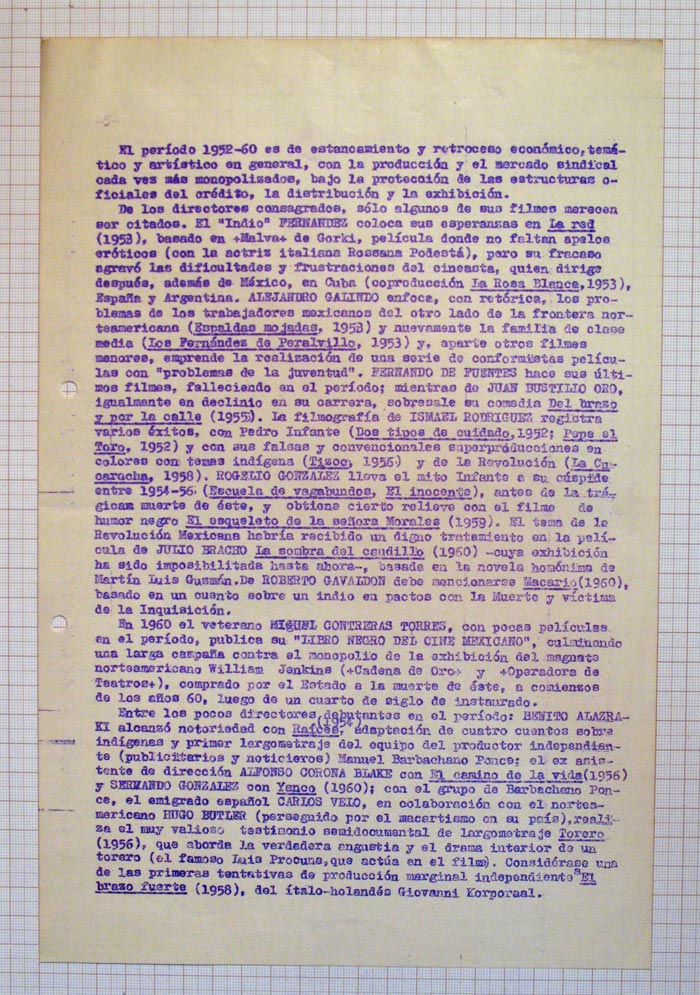 -5-
El período 1952-60 es de estancamiento y retroceso económico, temá-
tico y artístico en general, con la producción y el mercado sindical
cada vez más monopolizados, bajo la protección de las estructuras o-
ficiales del crédito, la distribución y la exhibición.
De los directores consagrados, sólo algunos de sus filmes merecen
ser citados. El "Indio" FERNANDEZ coloca sus esperanzas en La red
(1953), basado en +Malva+ de Gorki, película donde no faltan apelos
eróticos (con la actriz italiana Rossana Podestá), pero su fracaso
agravó las dificultades y frustraciones del cineasta, quien dirige
después, además de México, en Cuba (coproducción La Rosa Blanca,1953),
España y Argentina. ALEJANDRO GALINDO enfoca, con retórica, los pro-
blemas de los trabajadores mexicanos del otro lado de la frontera nor-
teamericana (Espaldas mojadas, 1953) y nuevamente la familia de clase
media (Los Fernández de Peralvillo, 1953) y, aparte otros filmes
menores, emprende la realización de una serie de conformistas pelícu-
las con "problemas de la juventud". FERNANDO DE FUENTES hace sus últi-
mos filmes, falleciendo en el período; mientras de JUAN BUSTILLO ORO,
igualmente en declinio en su carrera, sobresale su comedia Del brazo
y por la calle (1955). La filmografía de ISMAEL RODRIGUEZ registra
varios éxitos, con Pedro Infante (Dos tipos de cuidado,1952; Pepe el
Toro, 1952) y con sus falsas y convencionales superproducciones en
colores con temas indígena (Tizoc, 1956) y de la Revolución (La Cu-
caracha, 1958). ROGELIO GONZALEZ lleva el mito Infante a su cúspide
entre 1954-56 (Escuela de vagabundos, El inocente), antes de la trá-
gicam muerte de éste, y obtiene cierto relieve con el filme de
humor negro El esqueleto de la señora Morales (1959). El tema de la
Revolución Mexicana habría recibido un digno tratamiento en la pelí-
cula de JULIO BRACHO La sombra del caudillo (1960) -cuya exhibición
ha sido imposibilitada hasta ahora-, basada en la novela homónima de
Martín Luis Guzmán.De ROBERTO GAVALDON debe mencionarse Macario(1960),
basado en un cuento sobre un indio en pactos con la Muerte y víctima
de la Inquisición.
En 1960 el veterano MIGUEL CONTRERAS TORRES, con pocas películas
en el período, publica su "LIBRO NEGRO DEL CINE MEXICANO", culminando
una larga campaña contra el monopolio de la exhibición del magnate
norteamericano William Jenkins (+Cadena de Oro+ y +Operadora de
Teatros+), comprado por el Estado a la muerte de éste, a comienzos
de los años 60, luego de un cuarto de siglo de instaurado.
Entre los pocos directores debutantes en el período: BENITO ALAZRA-
KI alcanzó notoriedad con Raíces (1954), adaptación de cuatro cuentos sobre
indígenas y primer largometraje del equipo del productor independian-
te (publicitarios y noticieros) Manuel Barbachano Ponce; el ex asis-
tente de dirección ALFONSO CORONA BLAKE con El camino de la vida(1956)
y SERVANDO GONZALEZ con Yanco (1960); con el grupo de Barbachano Pon-
ce, el emigrado español CARLOS VELO, en colaboración con el nortea-
mericano HUGO BUTLER (perseguido por el macartismo en su país),reali-
za el muy valioso testimonio semidocumental de largometraje Torero
(1956), que aborda la verdadera angustia y el drama interior de un
torero (el famoso Luis Procuna,que actúa en el filme). Considérase una
de las primeras tentativas de producción marginal independiente a El
brazo fuerte (1958), del ítalo-holandés Giovanni Korporaal.